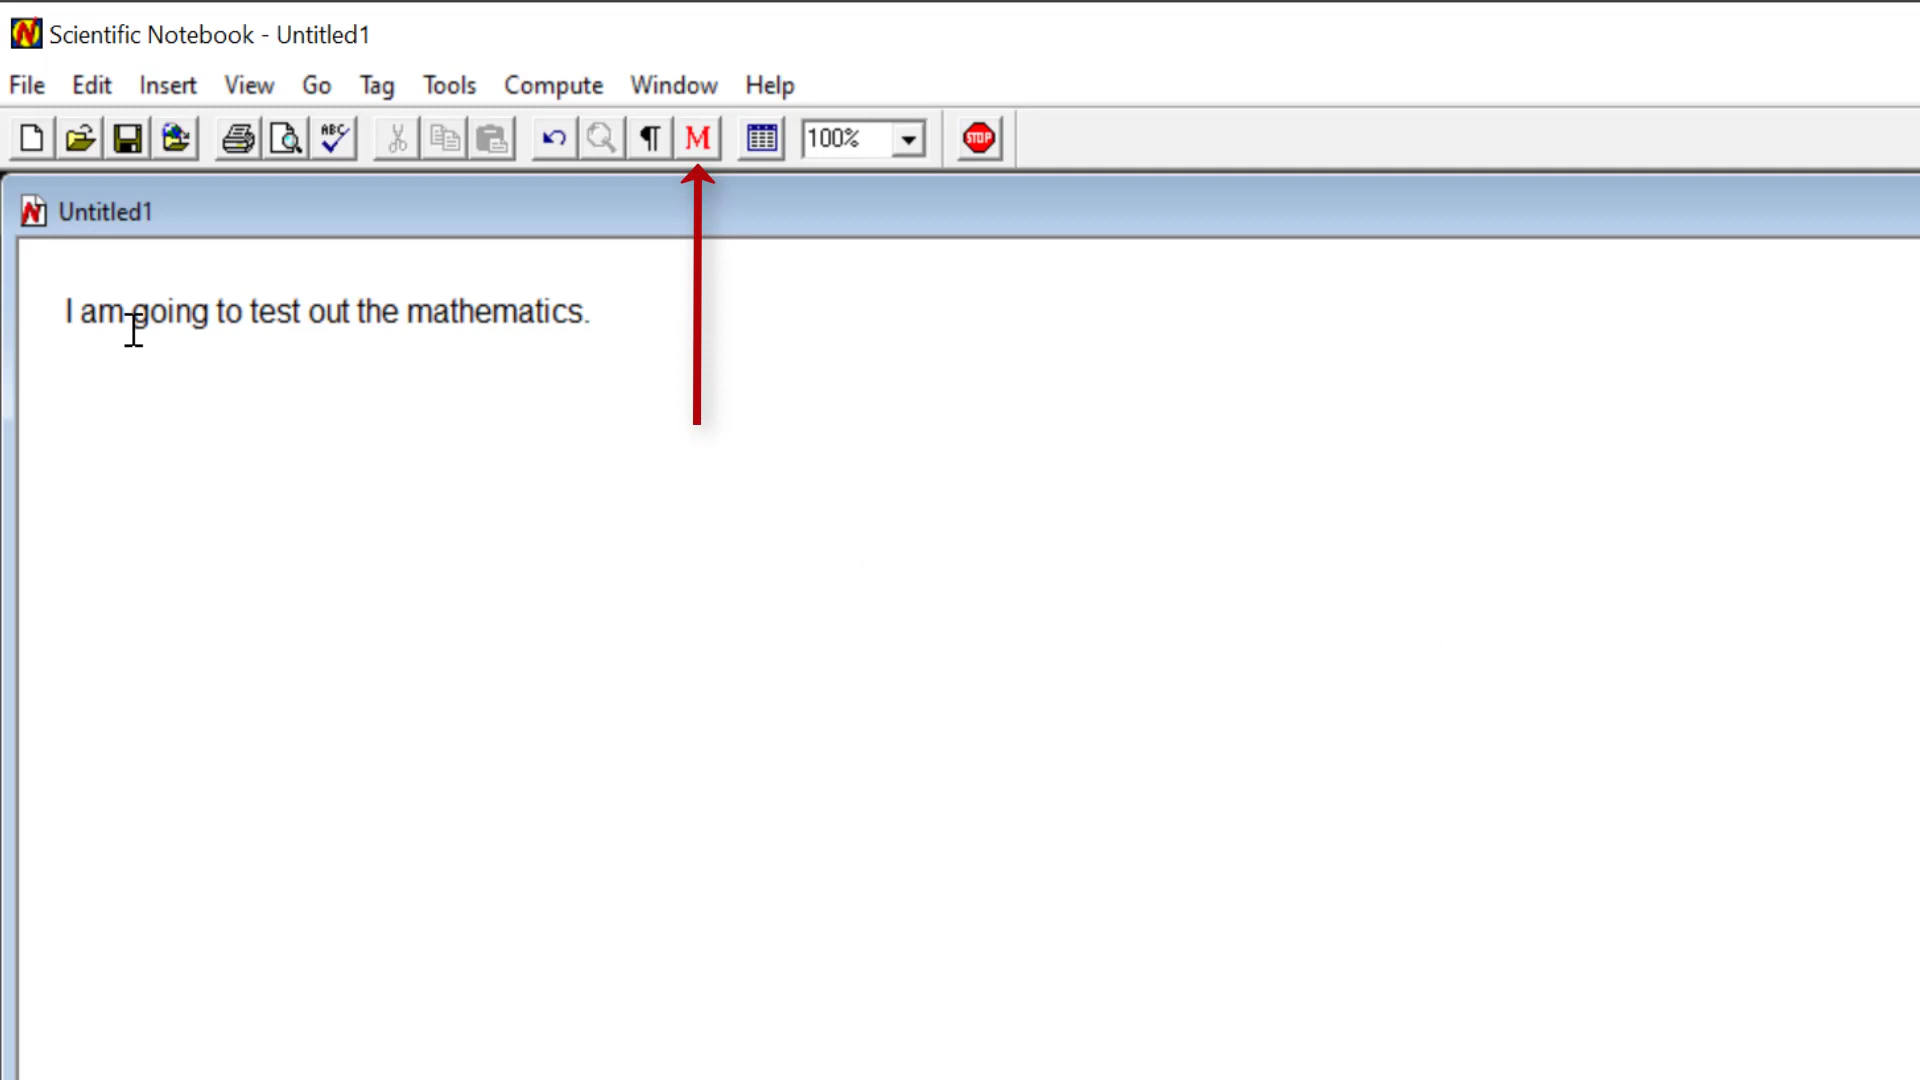 Scientific Notebook - Untitled1
File Edit Insert View Go Tag Tools Compute Window Help
ABC ¶ M 100% STOP
Untitled1
I am going to test out the mathematics.